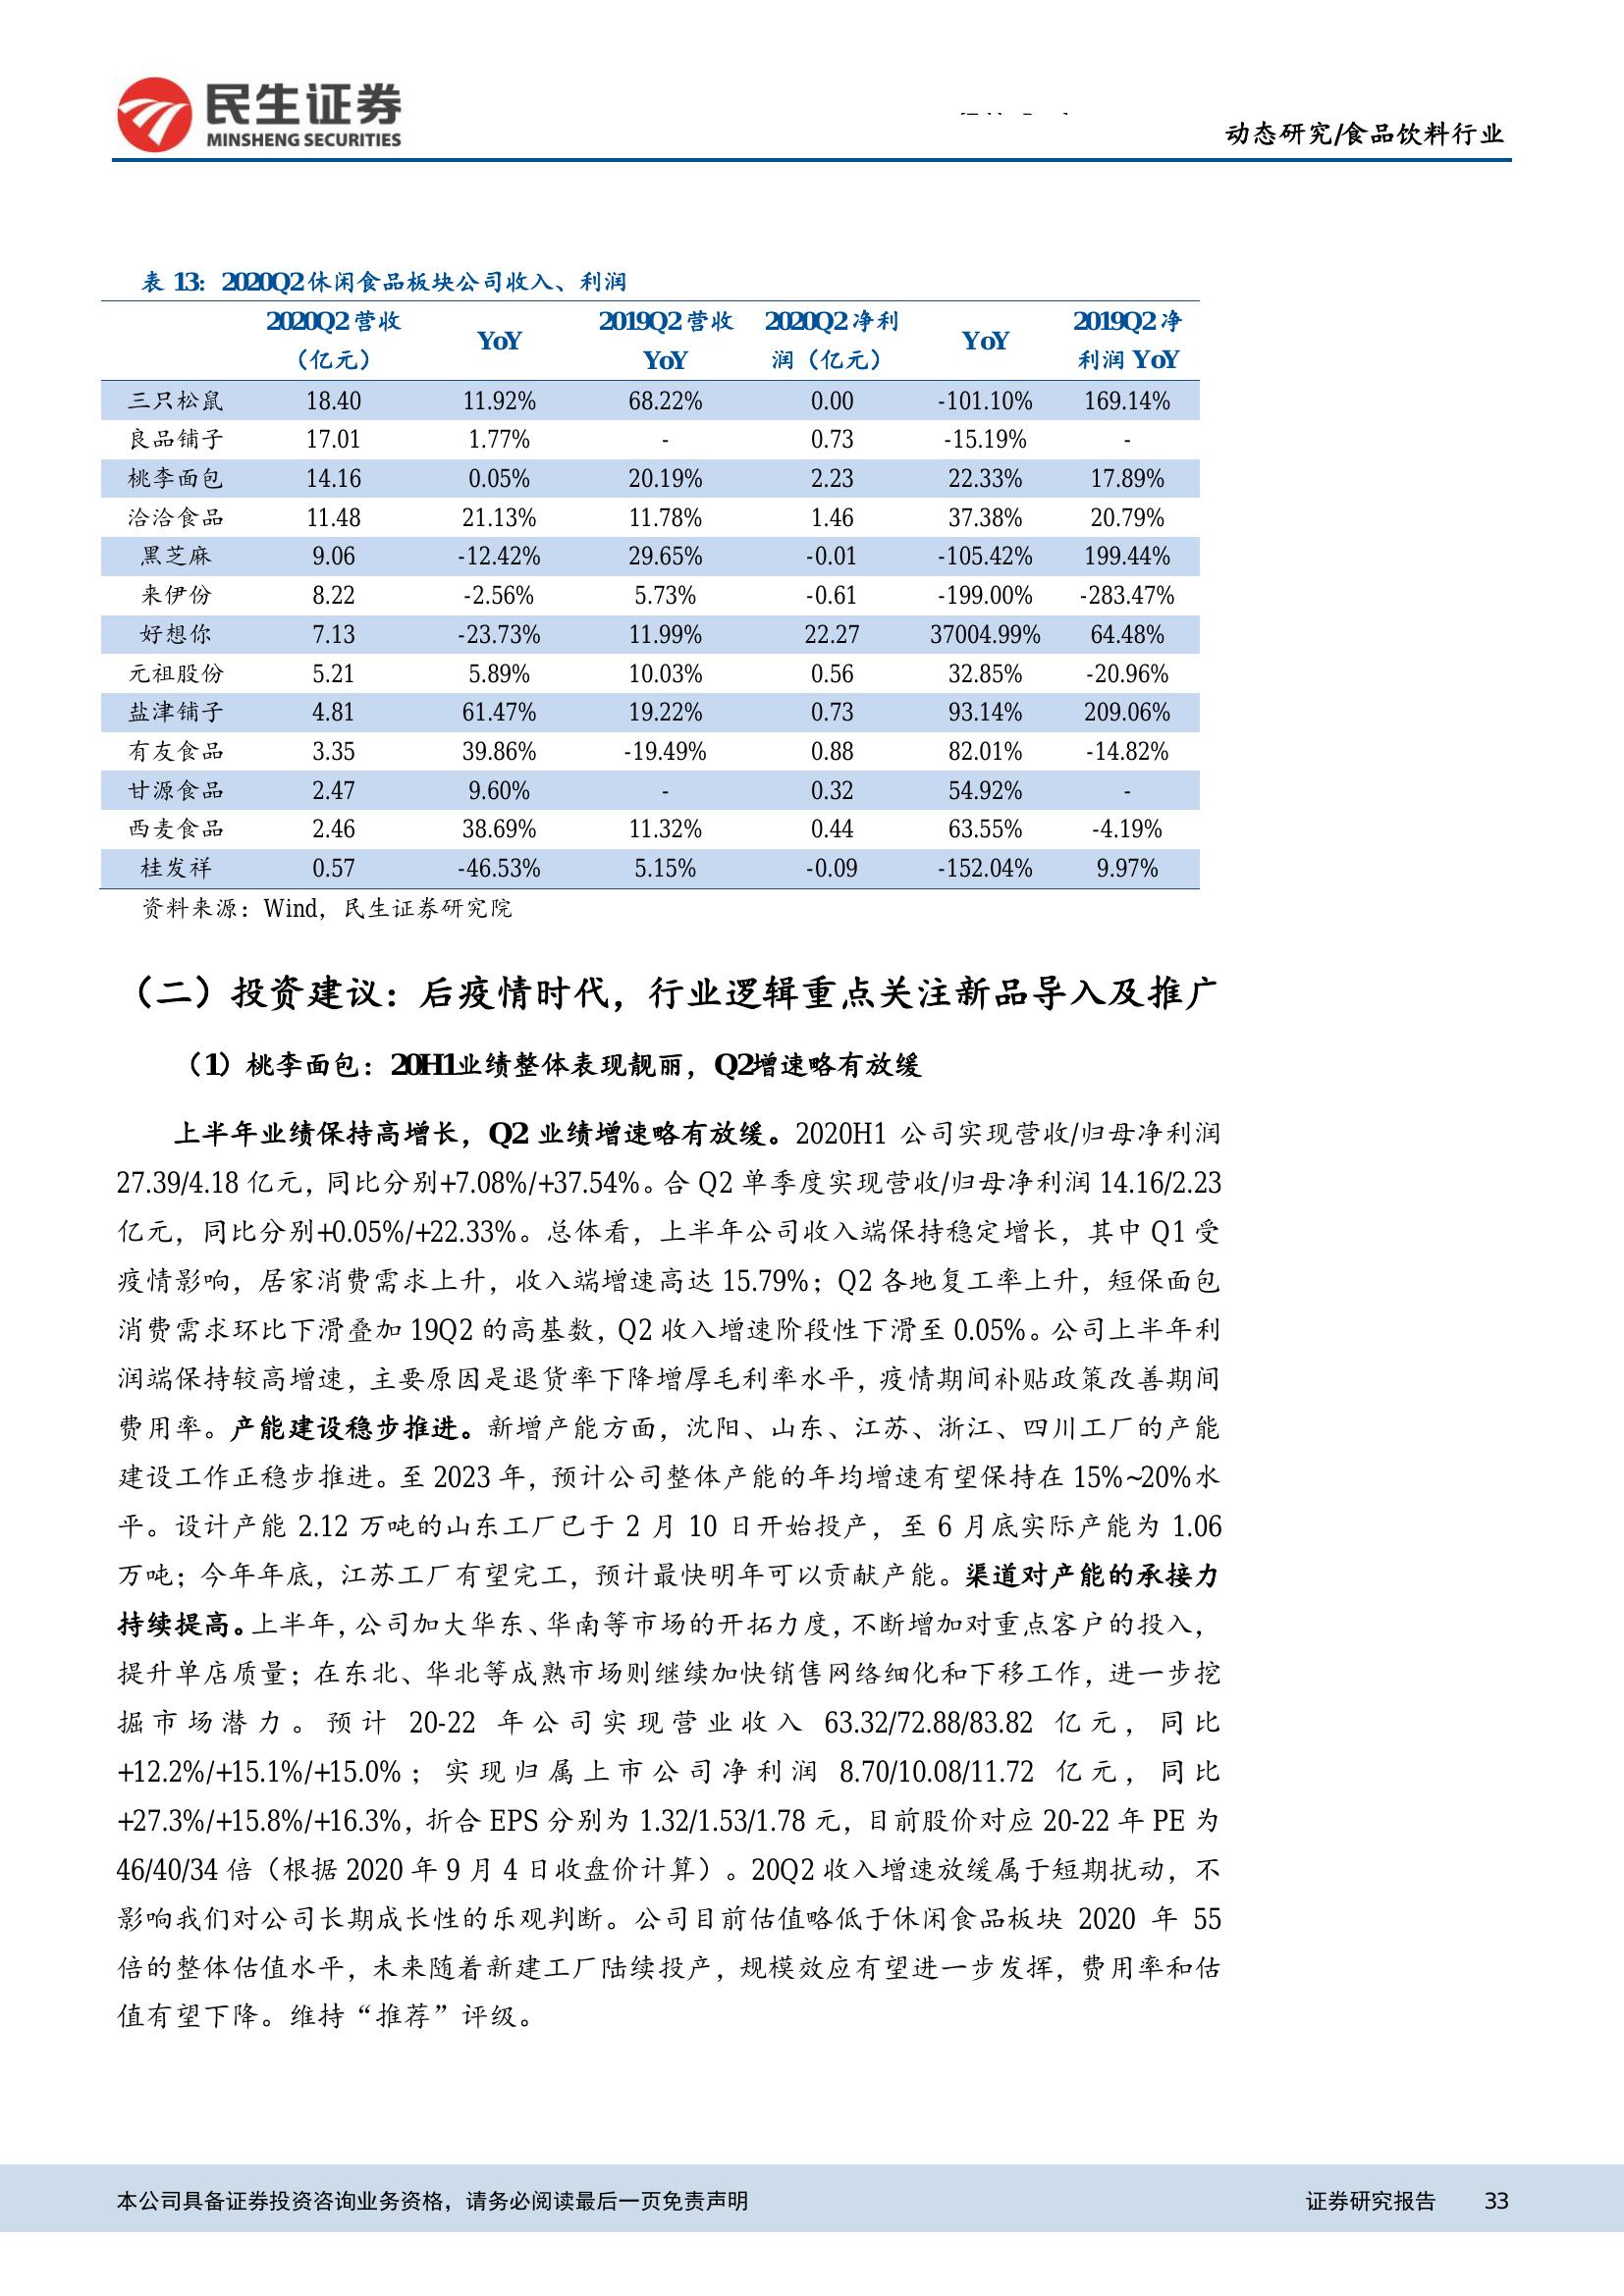 民生证券
MINSHENG SECURITIES
动态研究/食品饮料行业
表 13：2020Q2 休闲食品板块公司收入、利润
2020Q2 营收（亿元） YoY 2019Q2 营收 YoY 2020Q2 净利润（亿元） YoY 2019Q2 净利润 YoY
三只松鼠 18.40 11.92% 68.22% 0.00 -101.10% 169.14%
良品铺子 17.01 1.77% - 0.73 -15.19% -
桃李面包 14.16 0.05% 20.19% 2.23 22.33% 17.89%
洽洽食品 11.48 21.13% 11.78% 1.46 37.38% 20.79%
黑芝麻 9.06 -12.42% 29.65% -0.01 -105.42% 199.44%
来伊份 8.22 -2.56% 5.73% -0.61 -199.00% -283.47%
好想你 7.13 -23.73% 11.99% 22.27 37004.99% 64.48%
元祖股份 5.21 5.89% 10.03% 0.56 32.85% -20.96%
盐津铺子 4.81 61.47% 19.22% 0.73 93.14% 209.06%
有友食品 3.35 39.86% -19.49% 0.88 82.01% -14.82%
甘源食品 2.47 9.60% - 0.32 54.92% -
西麦食品 2.46 38.69% 11.32% 0.44 63.55% -4.19%
桂发祥 0.57 -46.53% 5.15% -0.09 -152.04% 9.97%
资料来源：Wind，民生证券研究院
（二）投资建议：后疫情时代，行业逻辑重点关注新品导入及推广
（1）桃李面包：20H1业绩整体表现靓丽，Q2增速略有放缓
上半年业绩保持高增长，Q2 业绩增速略有放缓。2020H1 公司实现营收/归母净利润
27.39/4.18 亿元，同比分别+7.08%/+37.54%。合 Q2 单季度实现营收/归母净利润 14.16/2.23
亿元，同比分别+0.05%/+22.33%。总体看，上半年公司收入端保持稳定增长，其中 Q1 受
疫情影响，居家消费需求上升，收入端增速高达 15.79%；Q2 各地复工率上升，短保面包
消费需求环比下滑叠加 19Q2 的高基数，Q2 收入增速阶段性下滑至 0.05%。公司上半年利
润端保持较高增速，主要原因是退货率下降增厚毛利率水平，疫情期间补贴政策改善期间
费用率。产能建设稳步推进。新增产能方面，沈阳、山东、江苏、浙江、四川工厂的产能
建设工作正稳步推进。至 2023 年，预计公司整体产能的年均增速有望保持在 15%~20%水
平。设计产能 2.12 万吨的山东工厂已于 2 月 10 日开始投产，至 6 月底实际产能为 1.06
万吨；今年年底，江苏工厂有望完工，预计最快明年可以贡献产能。渠道对产能的承接力
持续提高。上半年，公司加大华东、华南等市场的开拓力度，不断增加对重点客户的投入，
提升单店质量；在东北、华北等成熟市场则继续加快销售网络细化和下移工作，进一步挖
掘市场潜力。预计 20-22 年公司实现营业收入 63.32/72.88/83.82 亿元，同比
+12.2%/+15.1%/+15.0%；实现归属上市公司净利润 8.70/10.08/11.72 亿元，同比
+27.3%/+15.8%/+16.3%，折合 EPS 分别为 1.32/1.53/1.78 元，目前股价对应 20-22 年 PE 为
46/40/34 倍（根据 2020 年 9 月 4 日收盘价计算）。20Q2 收入增速放缓属于短期扰动，不
影响我们对公司长期成长性的乐观判断。公司目前估值略低于休闲食品板块 2020 年 55
倍的整体估值水平，未来随着新建工厂陆续投产，规模效应有望进一步发挥，费用率和估
值有望下降。维持“推荐”评级。
本公司具备证券投资咨询业务资格，请务必阅读最后一页免责声明 证券研究报告 33